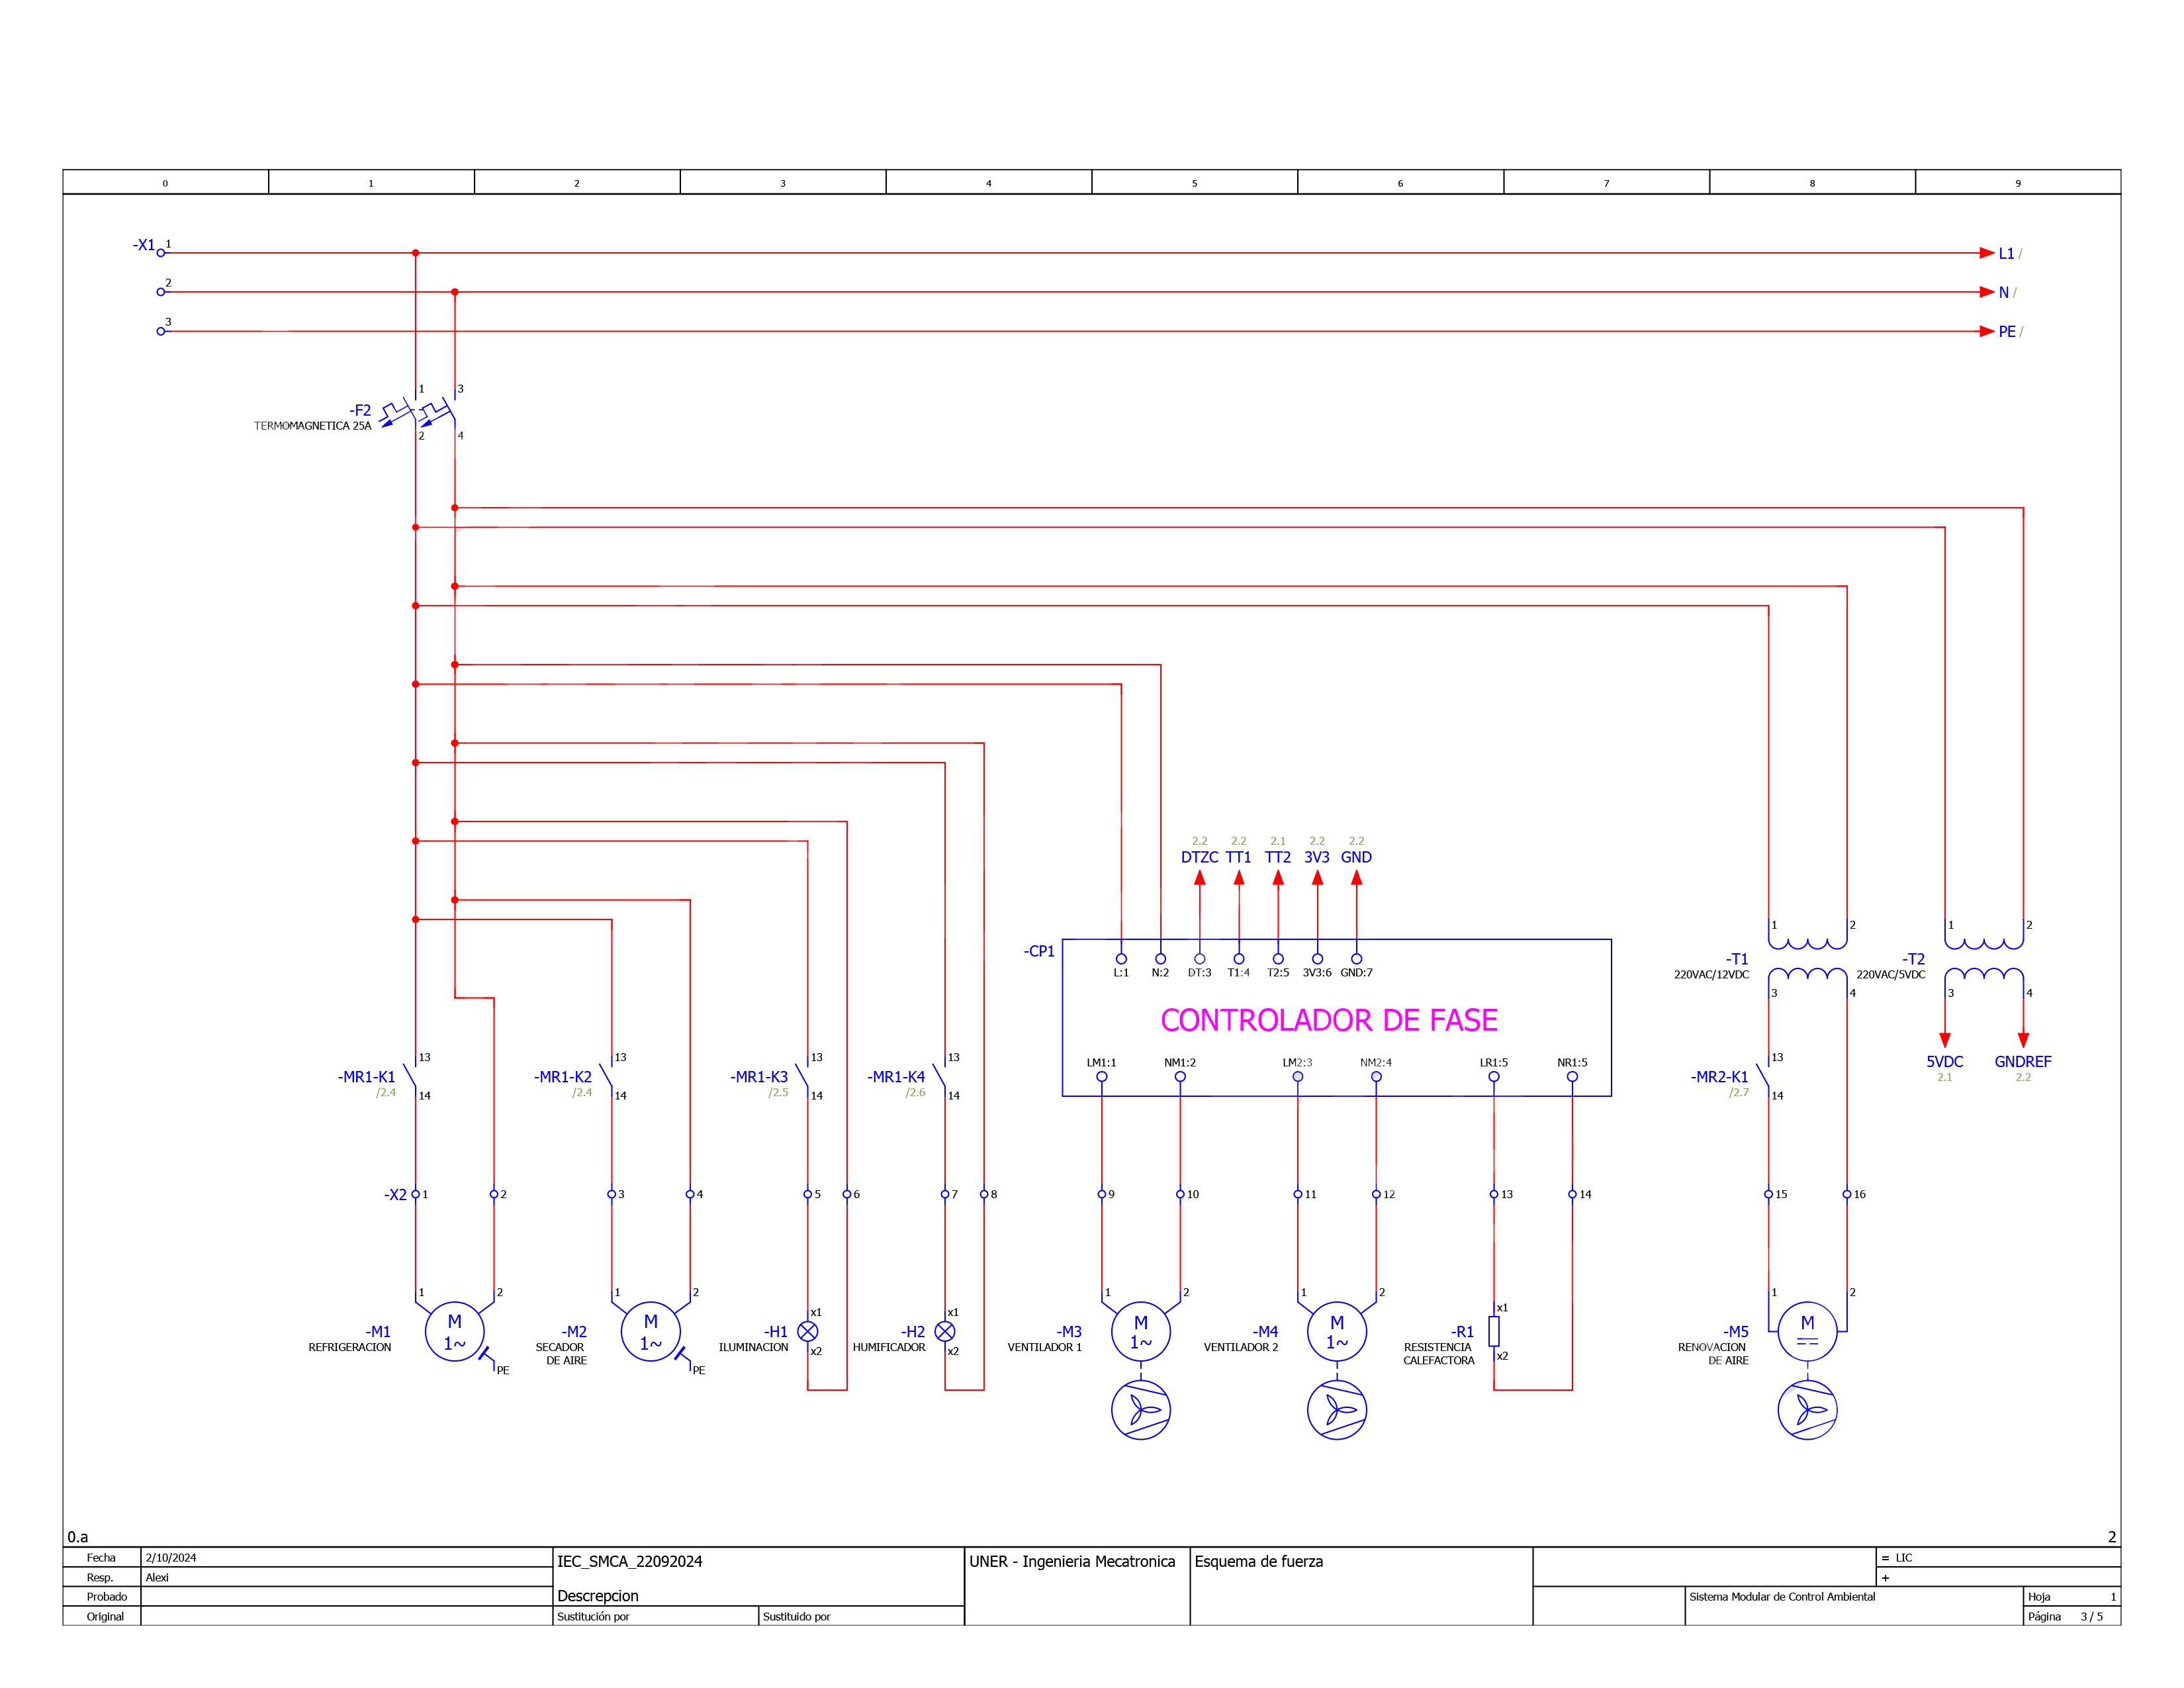 0 1 2 3 4 5 6 7 8 9
-X1 1
L1 /
2
N /
3
PE /
1 3
-F2
TERMOMAGNETICA 25A
2 4
2.2 2.2 2.1 2.2 2.2
DTZC TT1 TT2 3V3 GND
1 2 1 2
-CP1
L:1 N:2 DT:3 T1:4 T2:5 3V3:6 GND:7
-T1
220VAC/12VDC
-T2
220VAC/5VDC
3 4 3 4
CONTROLADOR DE FASE
LM1:1 NM1:2 LM2:3 NM2:4 LR1:5 NR1:5
5VDC GNDREF
2.1 2.2
13 13 13 13 13
-MR1-K1 -MR1-K2 -MR1-K3 -MR1-K4 -MR2-K1
/2.4 /2.4 /2.5 /2.6 /2.7
14 14 14 14 14
-X2 1 2 3 4 5 6 7 8 9 10 11 12 13 14 15 16
1 2 1 2 x1 x1 1 2 1 2 x1 1 2
-M1
REFRIGERACION
M
1~
PE
-M2
SECADOR
DE AIRE
M
1~
PE
-H1
ILUMINACION
x2
-H2
HUMIFICADOR
x2
-M3
VENTILADOR 1
M
1~
-M4
VENTILADOR 2
M
1~
-R1
RESISTENCIA
CALEFACTORA
x2
-M5
RENOVACION
DE AIRE
M
0.a 2
Fecha 2/10/2024
Resp. Alexi
Probado
Original
IEC_SMCA_22092024
Descrepcion
Sustitución por Sustituido por
UNER - Ingenieria Mecatronica
Esquema de fuerza
= LIC
+
Sistema Modular de Control Ambiental
Hoja 1
Página 3 / 5